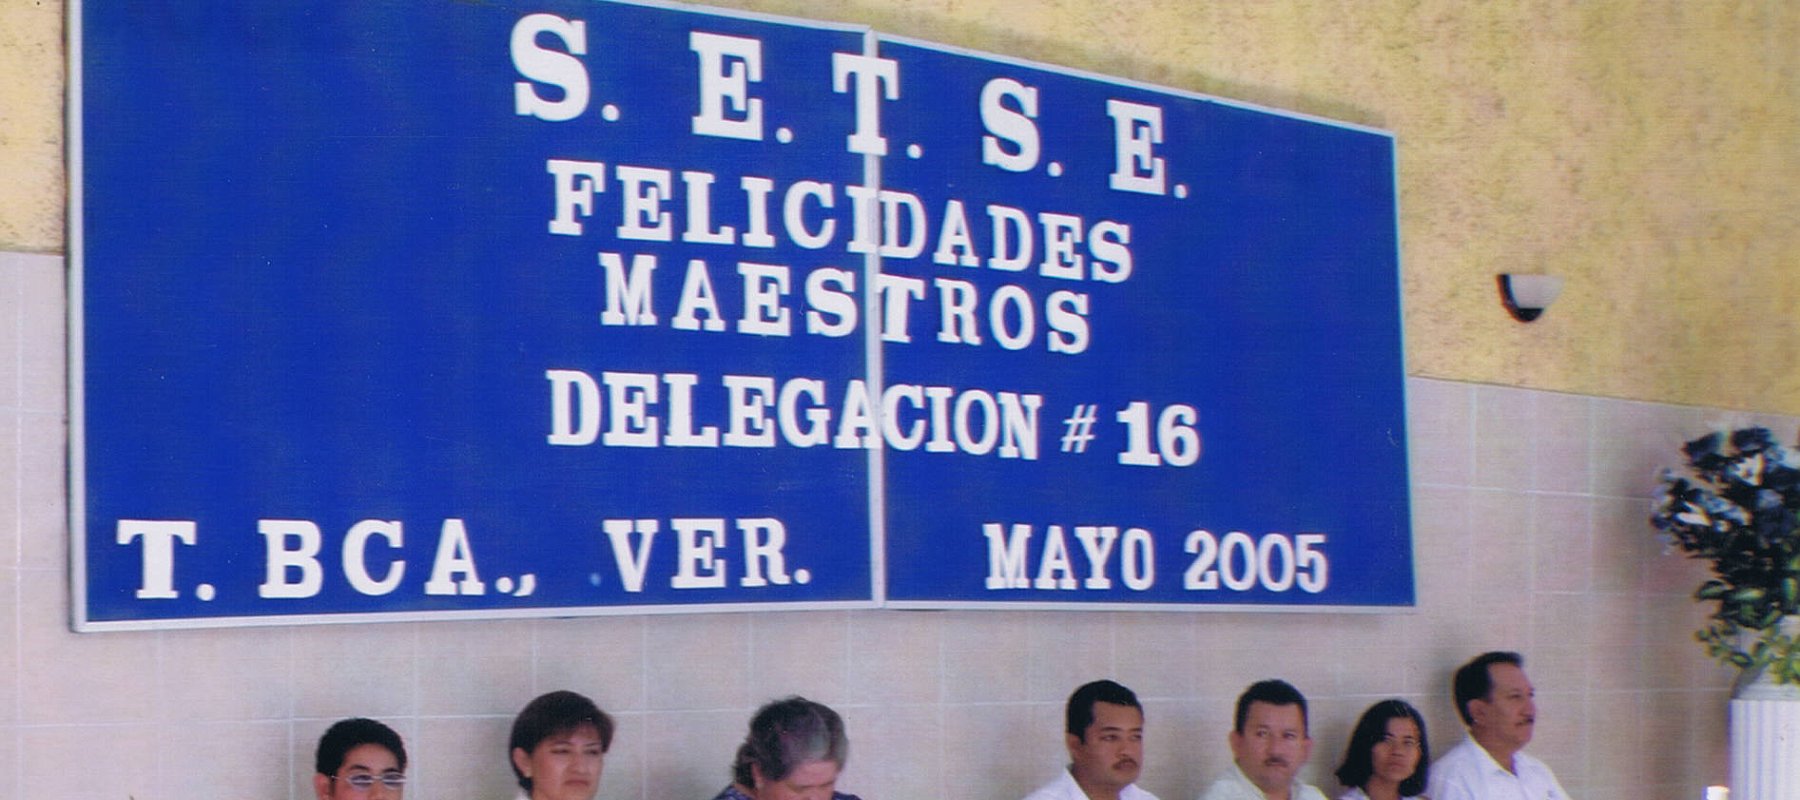 S. E. T. S. E.
FELICIDADES
MAESTROS
DELEGACION # 16
T. BCA., VER. MAYO 2005